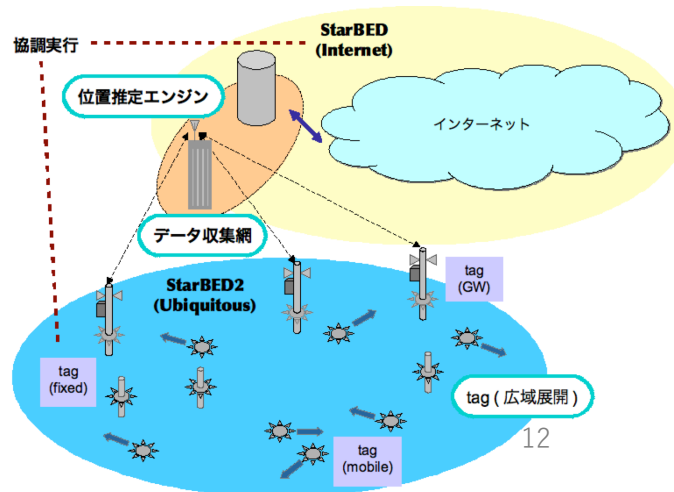 StarBED
(Internet)
協調実行
位置推定エンジン
インターネット
データ収集網
StarBED2
(Ubiquitous)
tag
(GW)
tag
(fixed)
tag ( 広域展開 )
tag
(mobile)
12